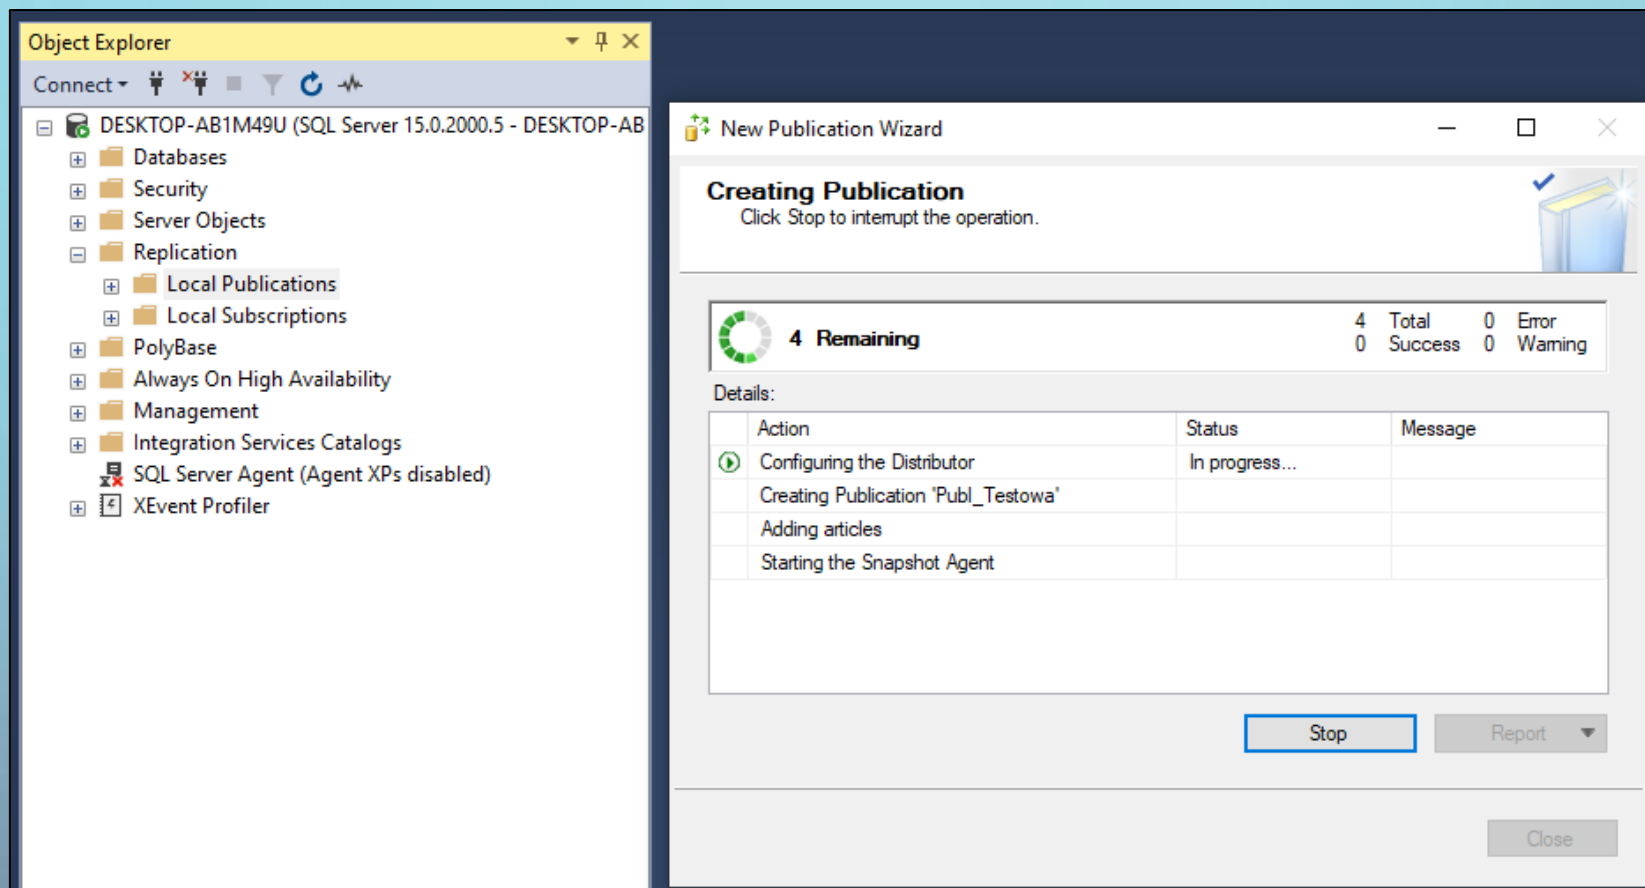 Object Explorer
Connect
DESKTOP-AB1M49U (SQL Server 15.0.2000.5 - DESKTOP-AB
Databases
Security
Server Objects
Replication
Local Publications
Local Subscriptions
PolyBase
Always On High Availability
Management
Integration Services Catalogs
SQL Server Agent (Agent XPs disabled)
XEvent Profiler
New Publication Wizard
Creating Publication
Click Stop to interrupt the operation.
4 Remaining
4 Total 0 Error
0 Success 0 Warning
Details:
Action Status Message
Configuring the Distributor In progress...
Creating Publication 'Publ_Testowa'
Adding articles
Starting the Snapshot Agent
Stop Report
Close